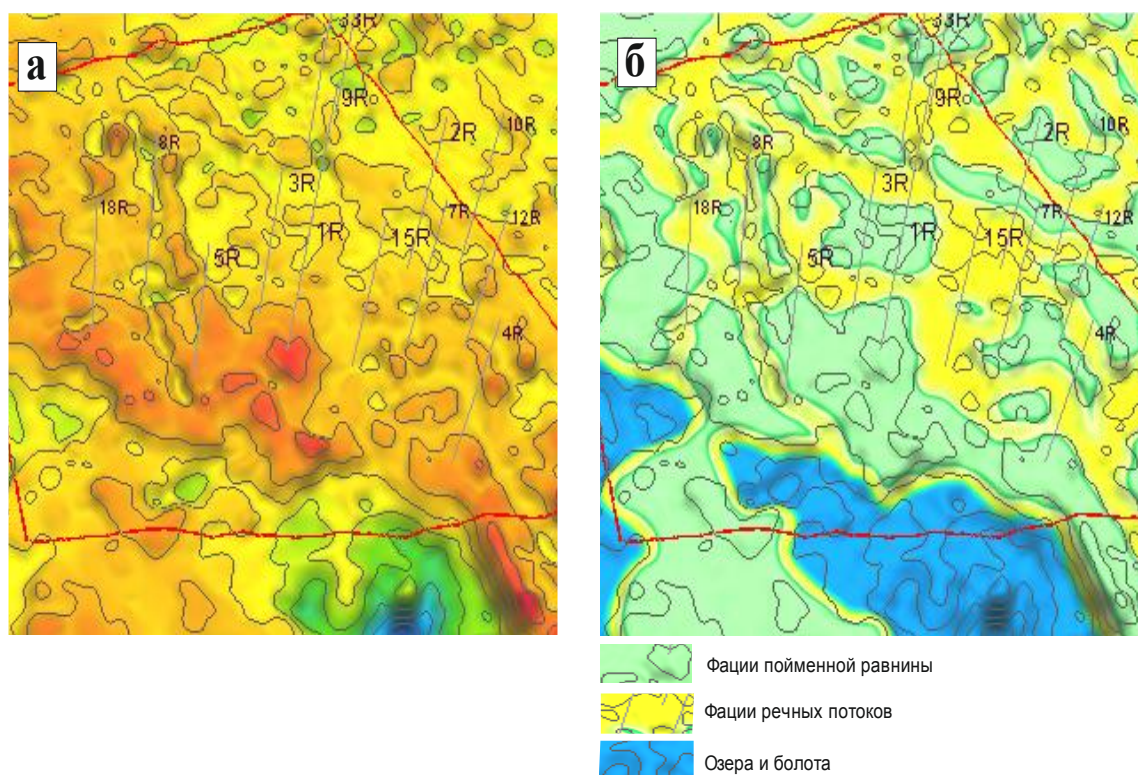 а
33R
9R
2R
10R
8R
3R
18R
7R
12R
1R
15R
5R
4R
б
33R
9R
2R
10R
8R
3R
18R
7R
12R
1R
15R
5R
4R
Фации пойменной равнины
Фации речных потоков
Озера и болота